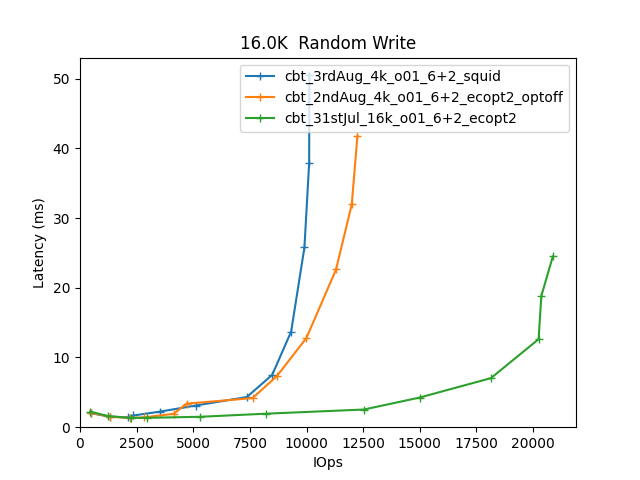 16.0K  Random Write
cbt_3rdAug_4k_o01_6+2_squid
cbt_2ndAug_4k_o01_6+2_ecopt2_optoff
cbt_31stJul_16k_o01_6+2_ecopt2
Latency (ms)
50
40
30
20
10
0
0 2500 5000 7500 10000 12500 15000 17500 20000
IOps